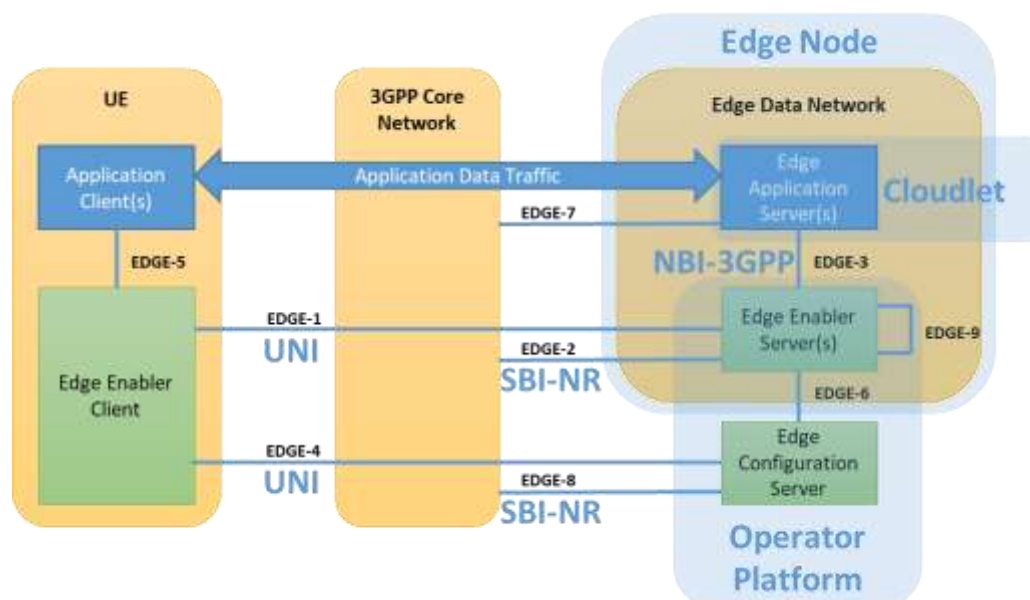 Edge Node
UE
3GPP Core
Network
Edge Data Network
Application
Client(s)
Application Data Traffic
Edge
Application
Server(s)
Cloudlet
EDGE-7
EDGE-5
NBI-3GPP
EDGE-3
EDGE-1
UNI
EDGE-2
SBI-NR
Edge Enabler
Server(s)
EDGE-9
Edge Enabler
Client
EDGE-6
EDGE-4
UNI
EDGE-8
SBI-NR
Edge
Configuration
Server
Operator
Platform